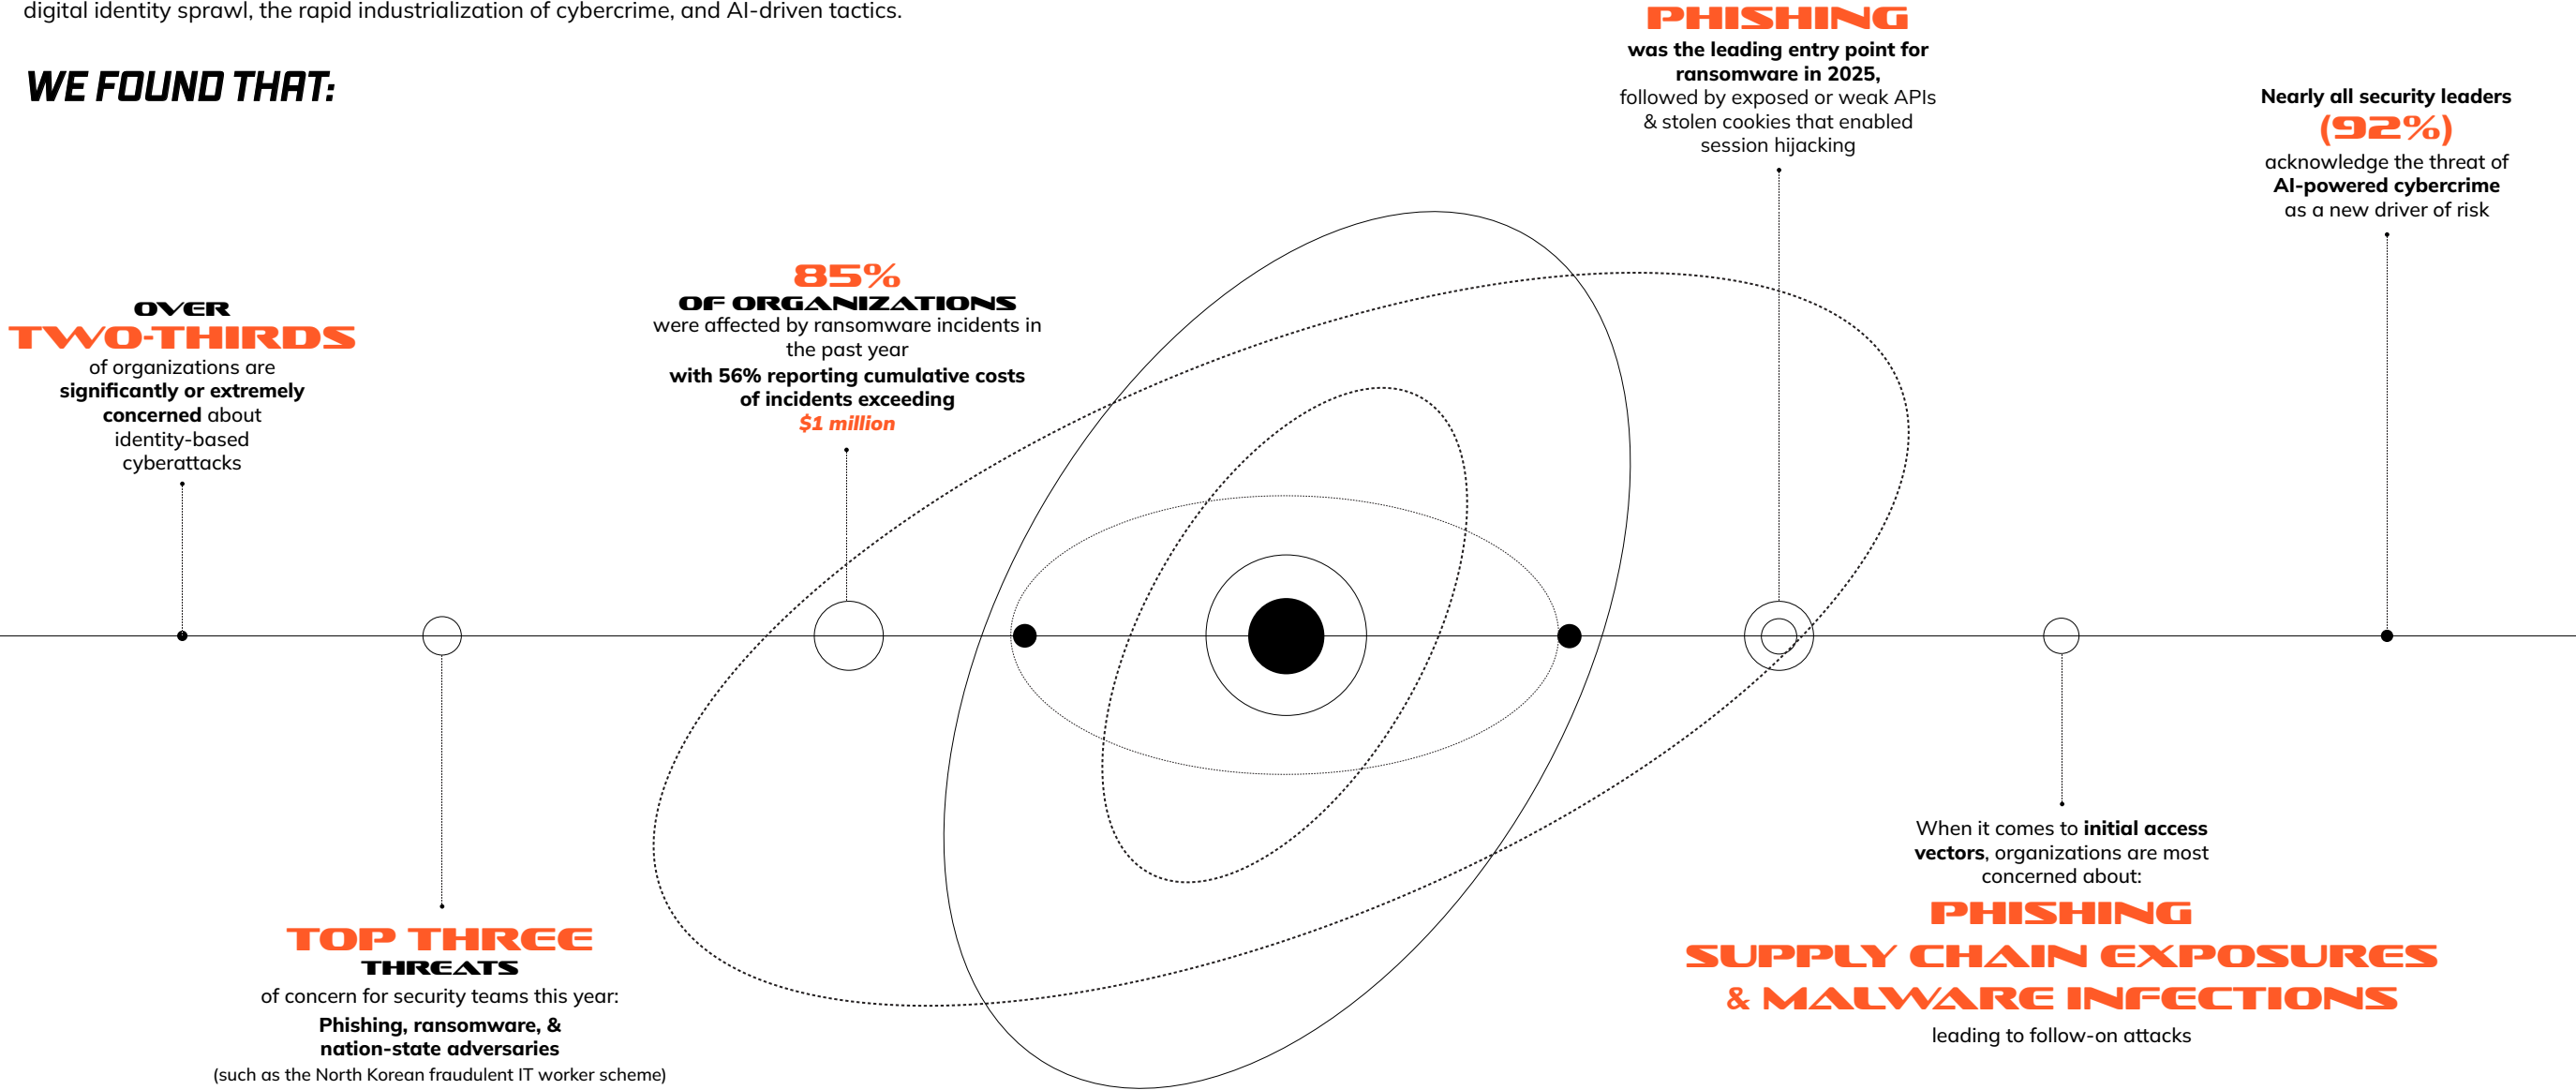 digital identity sprawl, the rapid industrialization of cybercrime, and AI-driven tactics.
WE FOUND THAT:
OVER
TWO-THIRDS
of organizations are
significantly or extremely
concerned about
identity-based
cyberattacks
TOP THREE
THREATS
of concern for security teams this year:
Phishing, ransomware, &
nation-state adversaries
(such as the North Korean fraudulent IT worker scheme)
85%
OF ORGANIZATIONS
were affected by ransomware incidents in
the past year
with 56% reporting cumulative costs
of incidents exceeding
$1 million
PHISHING
was the leading entry point for
ransomware in 2025,
followed by exposed or weak APIs
& stolen cookies that enabled
session hijacking
When it comes to initial access
vectors, organizations are most
concerned about:
PHISHING
SUPPLY CHAIN EXPOSURES
& MALWARE INFECTIONS
leading to follow-on attacks
Nearly all security leaders
(92%)
acknowledge the threat of
AI-powered cybercrime
as a new driver of risk